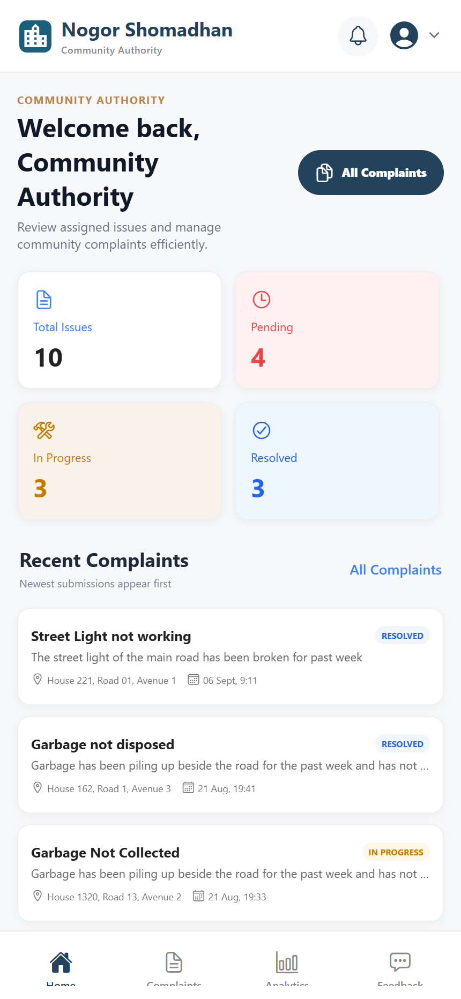 Nogor Shomadhan
Community Authority
COMMUNITY AUTHORITY
Welcome back,
Community
Authority
Review assigned issues and manage
community complaints efficiently.
All Complaints
Total Issues
10
Pending
4
In Progress
3
Resolved
3
Recent Complaints
Newest submissions appear first
All Complaints
Street Light not working
RESOLVED
The street light of the main road has been broken for past week
House 221, Road 01, Avenue 1
06 Sept, 9:11
Garbage not disposed
RESOLVED
Garbage has been piling up beside the road for the past week and has not ...
House 162, Road 1, Avenue 3
21 Aug, 19:41
Garbage Not Collected
IN PROGRESS
Garbage has been piling up beside the road for the past week and has not ...
House 1320, Road 13, Avenue 2
21 Aug, 19:33
Home
Complaints
Analytics
Feedback